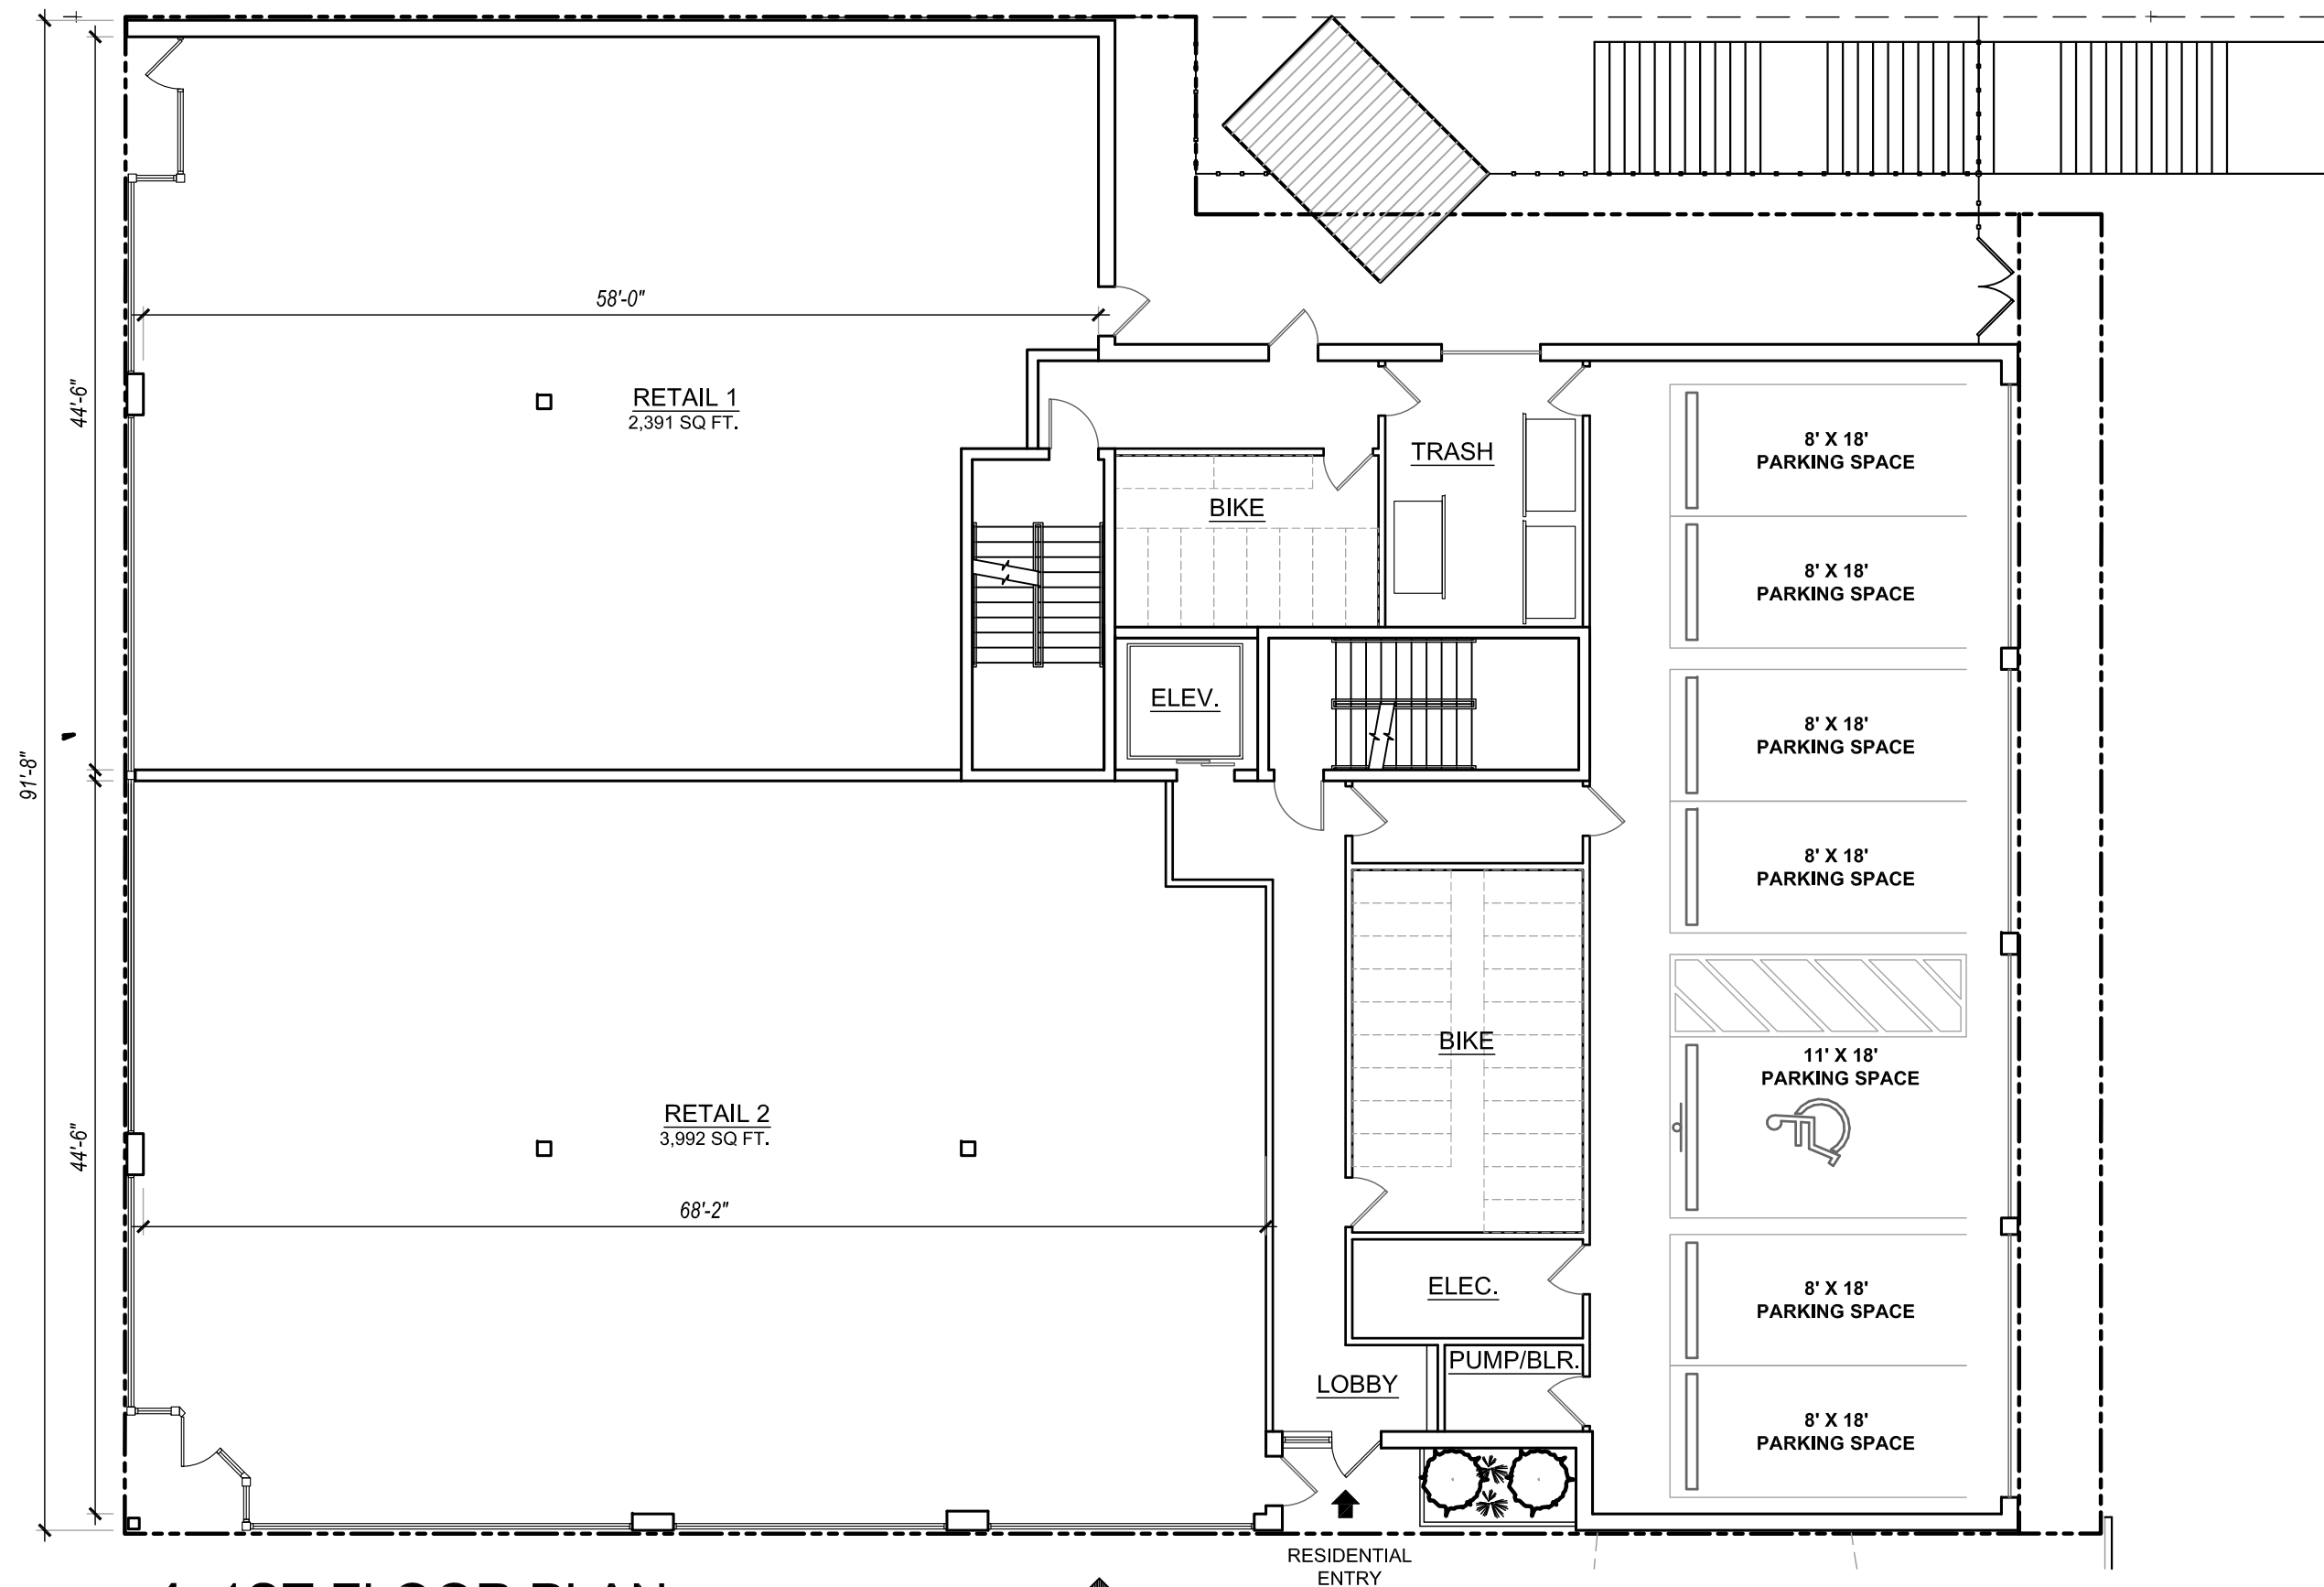 58'-0"
RETAIL 1
2,391 SQ FT.
44'-6"
91'-8"
TRASH
BIKE
ELEV.
8' X 18'
PARKING SPACE
8' X 18'
PARKING SPACE
8' X 18'
PARKING SPACE
8' X 18'
PARKING SPACE
11' X 18'
PARKING SPACE
BIKE
RETAIL 2
3,992 SQ FT.
44'-6"
68'-2"
ELEC.
8' X 18'
PARKING SPACE
PUMP/BLR.
LOBBY
8' X 18'
PARKING SPACE
RESIDENTIAL
ENTRY
1ST FLOOR PLAN